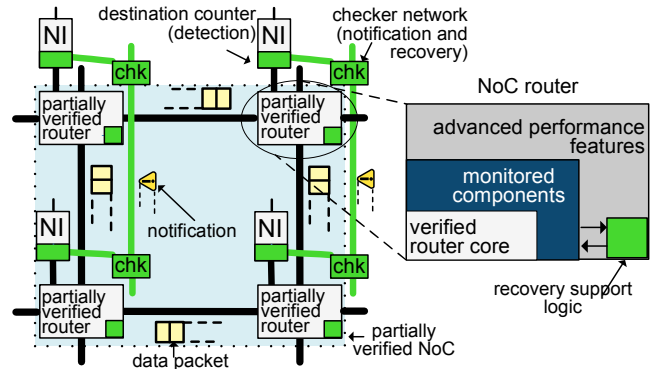 destination counter
(detection)
checker network
(notification and
recovery)
NI
chk
NI
chk
partially
verified
router
partially
verified
router
NoC router
advanced performance
features
monitored
components
verified
router core
recovery support
logic
notification
NI
chk
NI
chk
partially
verified
router
partially
verified
router
data packet
partially
verified NoC